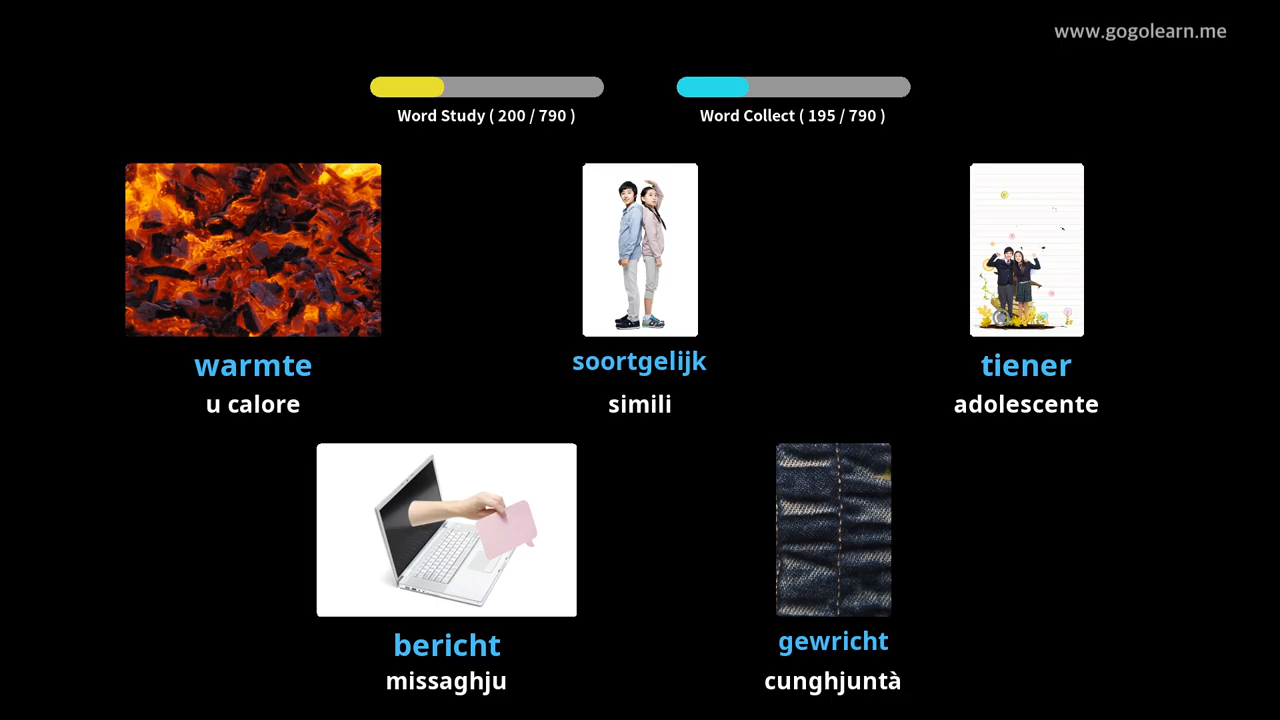 www.gogolearn.me
Word Study ( 200 / 790 )
Word Collect ( 195 / 790 )
warmte
u calore
soortgelijk
simili
tiener
adolescente
bericht
missaghju
gewricht
cunghjuntà